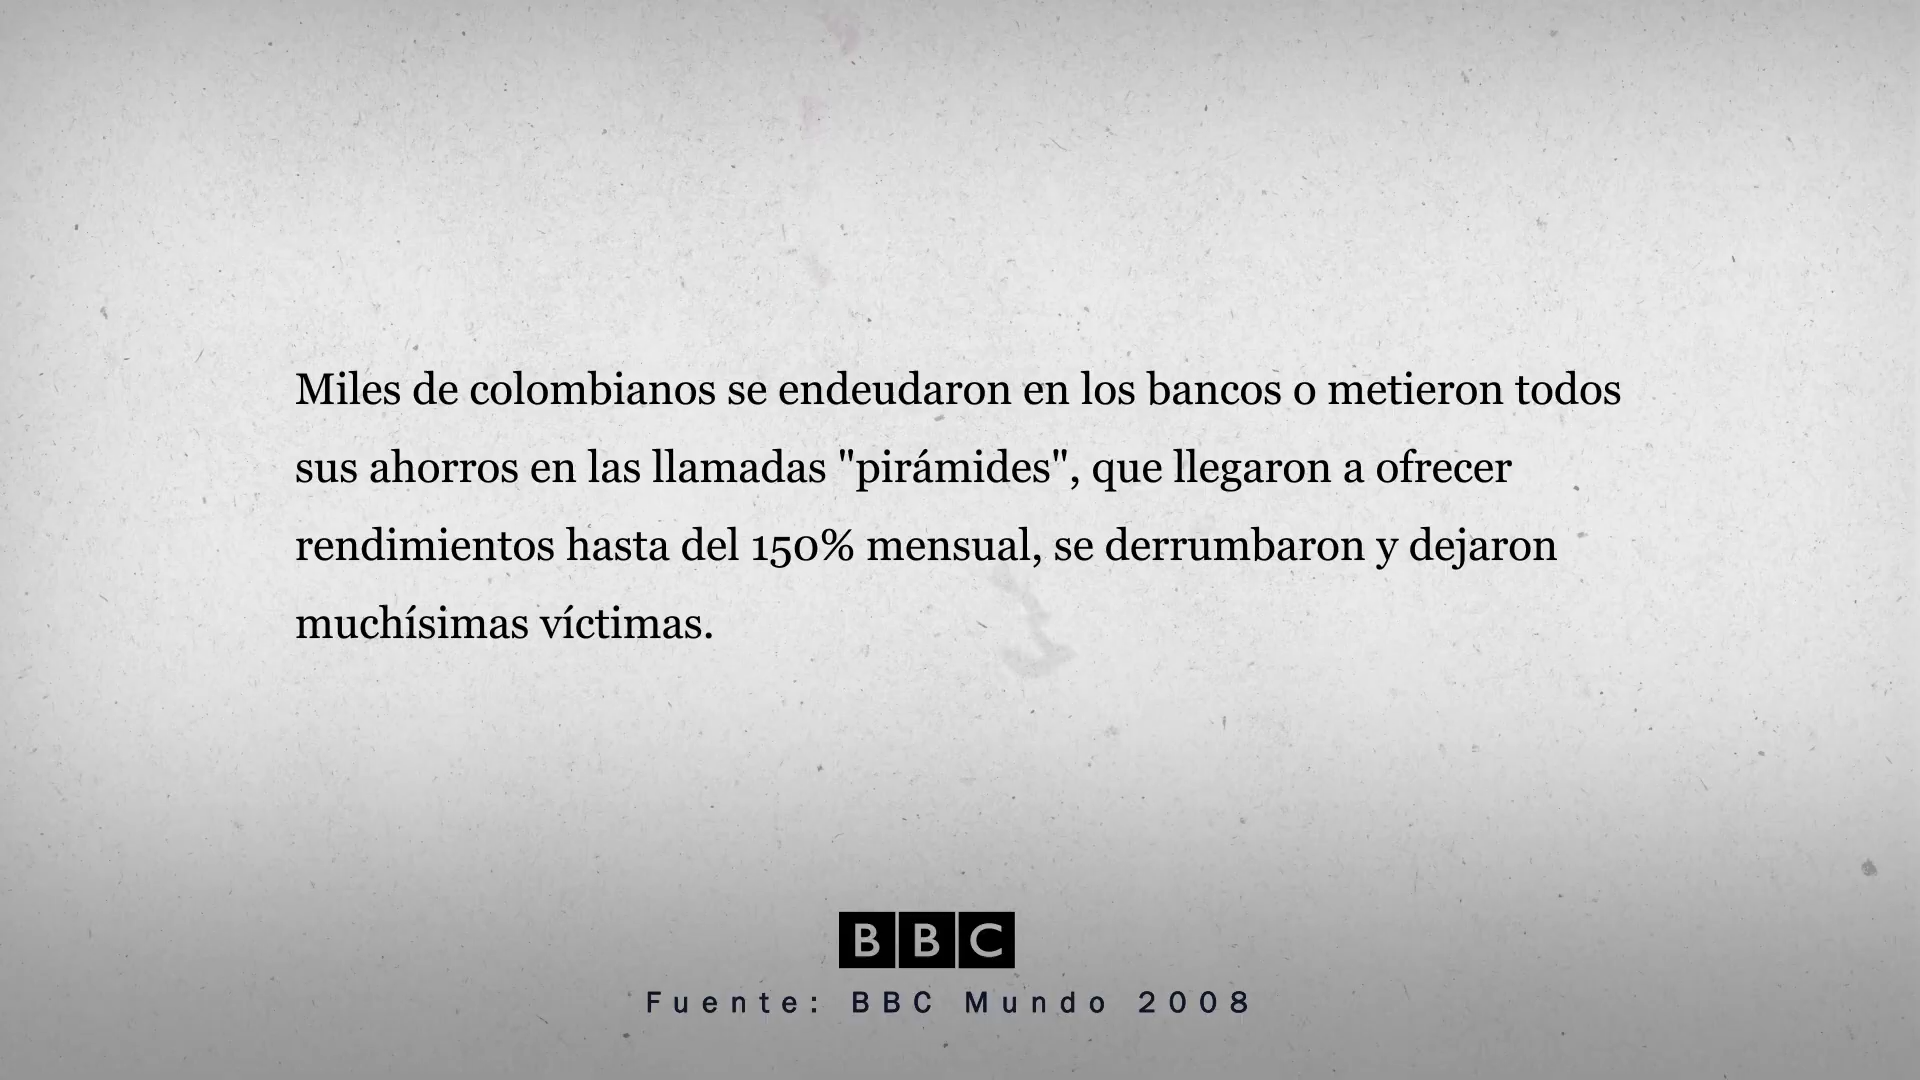 Miles de colombianos se endeudaron en los bancos o metieron todos
sus ahorros en las llamadas "pirámides", que llegaron a ofrecer
rendimientos hasta del 150% mensual, se derrumbaron y dejaron
muchísimas víctimas.
BBC
Fuente: BBC Mundo 2008